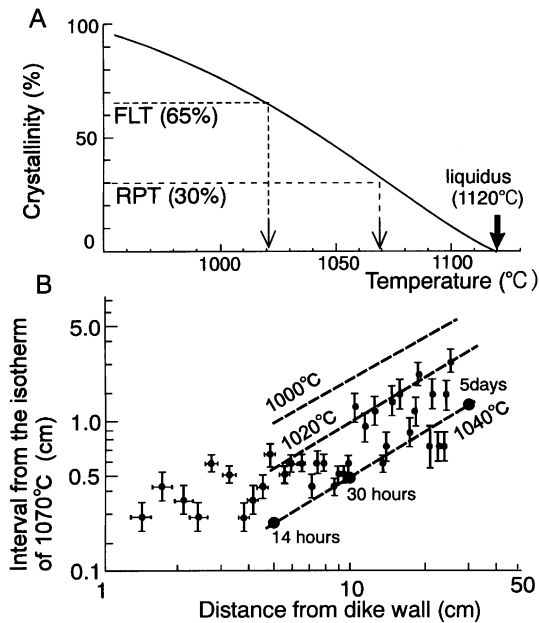 A
100
50
0
Crystallinity (%)
FLT (65%)
RPT (30%)
liquidus
(1120°C)
1000
1050
1100
Temperature (°C)
B
5.0
1.0
0.5
0.1
Interval from the isotherm
of 1070°C (cm)
1000°C
1020°C
1040°C
5days
30 hours
14 hours
1
2
10
50
Distance from dike wall (cm)